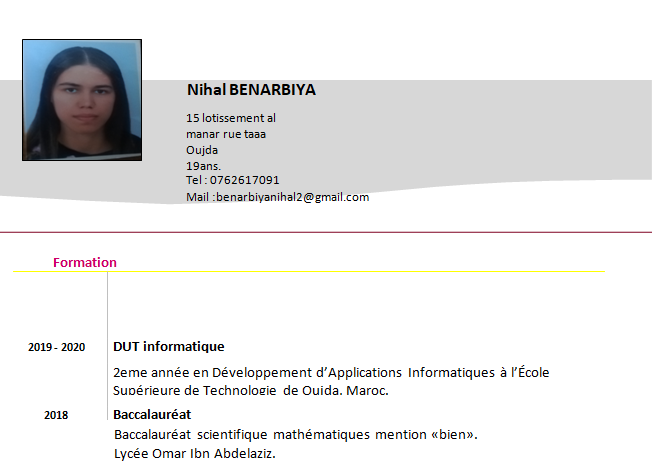 Nihal BENARBIYA
15 lotissement al
manar rue taaa
Oujda
19ans.
Tel : 0762617091
Mail :benarbiyanihal2@gmail.com
Formation
2019 - 2020 DUT informatique
2eme année en Développement d’Applications Informatiques à l’École
Supérieure de Technologie de Oujda. Maroc.
2018 Baccalauréat
Baccalauréat scientifique mathématiques mention «bien».
Lycée Omar Ibn Abdelaziz.